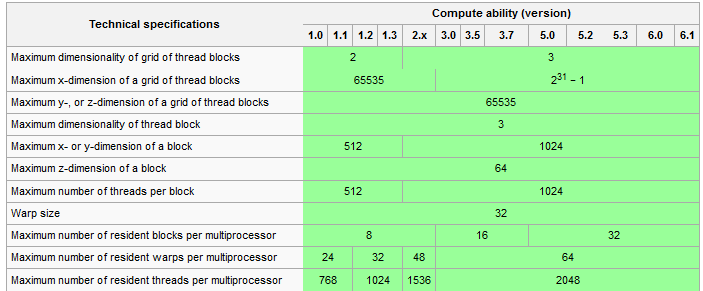 Technical specifications
Compute ability (version)
1.0 1.1 1.2 1.3 2.x 3.0 3.5 3.7 5.0 5.2 5.3 6.0 6.1
Maximum dimensionality of grid of thread blocks 2 3
Maximum x-dimension of a grid of thread blocks 65535 2³¹ − 1
Maximum y-, or z-dimension of a grid of thread blocks 65535
Maximum dimensionality of thread block 3
Maximum x- or y-dimension of a block 512 1024
Maximum z-dimension of a block 64
Maximum number of threads per block 512 1024
Warp size 32
Maximum number of resident blocks per multiprocessor 8 16 32
Maximum number of resident warps per multiprocessor 24 32 48 64
Maximum number of resident threads per multiprocessor 768 1024 1536 2048